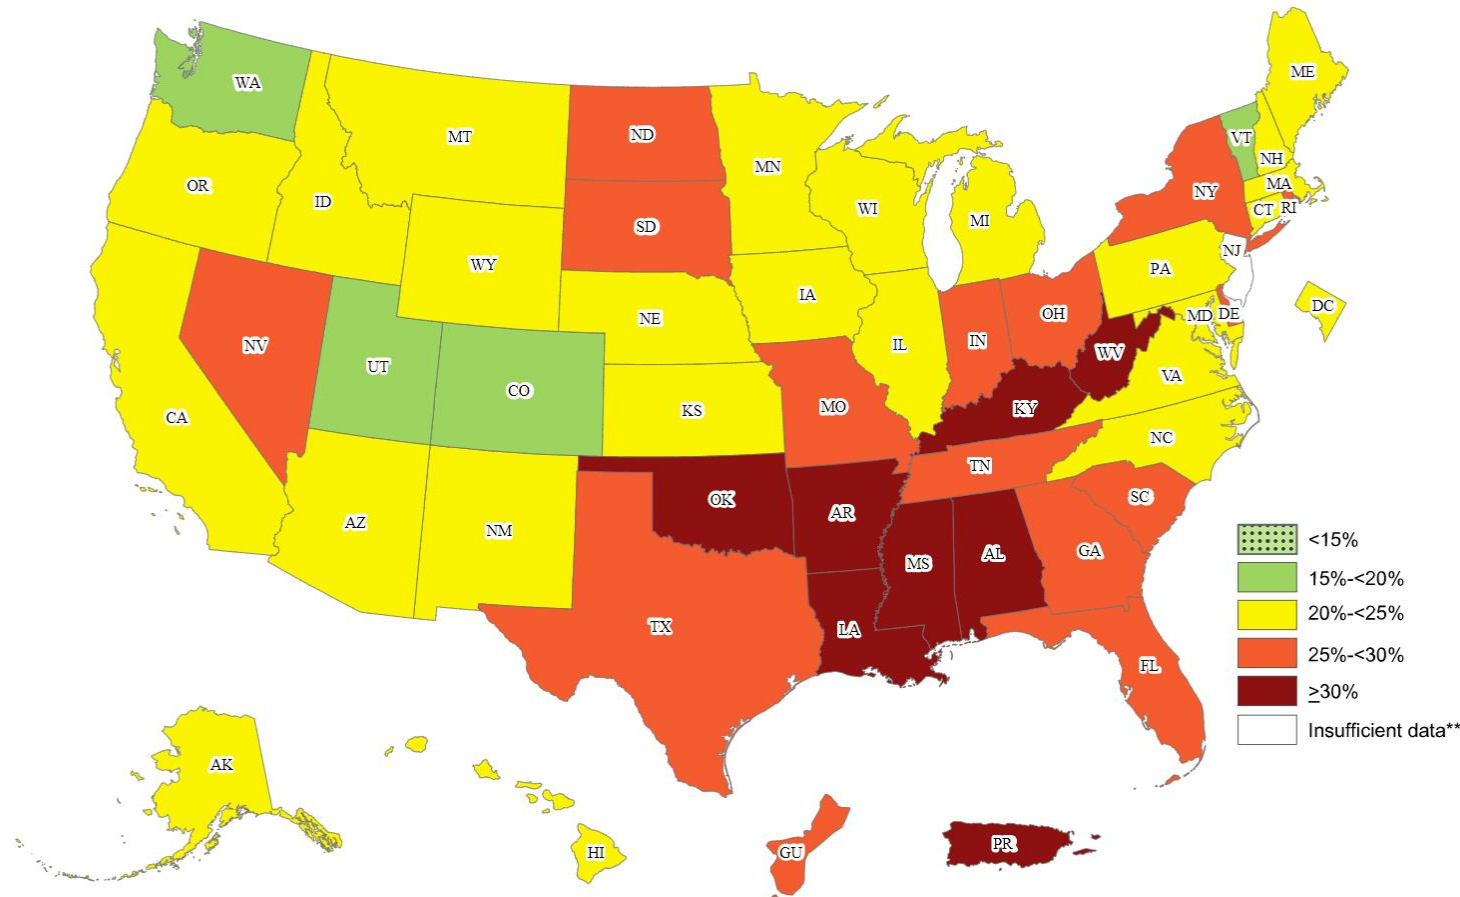 ME
WA
VT
ND
MT
NH
MN
OR
MA
NY
ID
WI
CT
RI
MI
SD
NJ
WY
PA
IA
DC
NE
MD
DE
OH
NV
IL
IN
WV
UT
VA
CO
KY
KS
MO
CA
NC
TN
SC
OK
AR
AZ
NM
GA
<15%
AL
MS
15%-<20%
20%-<25%
TX
LA
25%-<30%
FL
≥30%
Insufficient data**
AK
PR
HI
GU